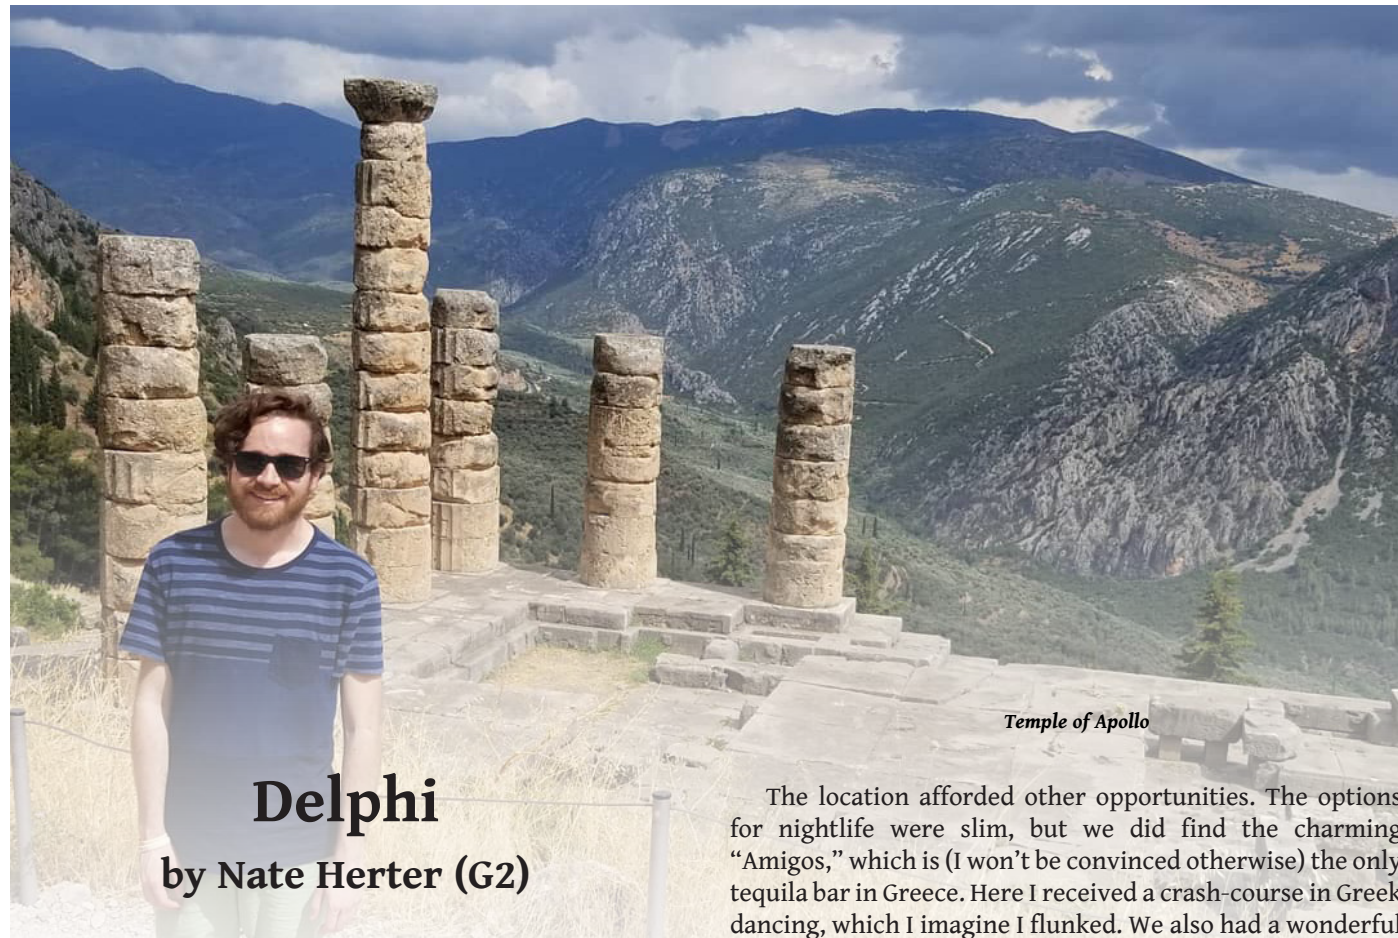 Temple of Apollo
Delphi
by Nate Herter (G2)
The location afforded other opportunities. The options
for nightlife were slim, but we did find the charming
“Amigos,” which is (I won’t be convinced otherwise) the only
tequila bar in Greece. Here I received a crash-course in Greek
dancing, which I imagine I flunked. We also had a wonderful